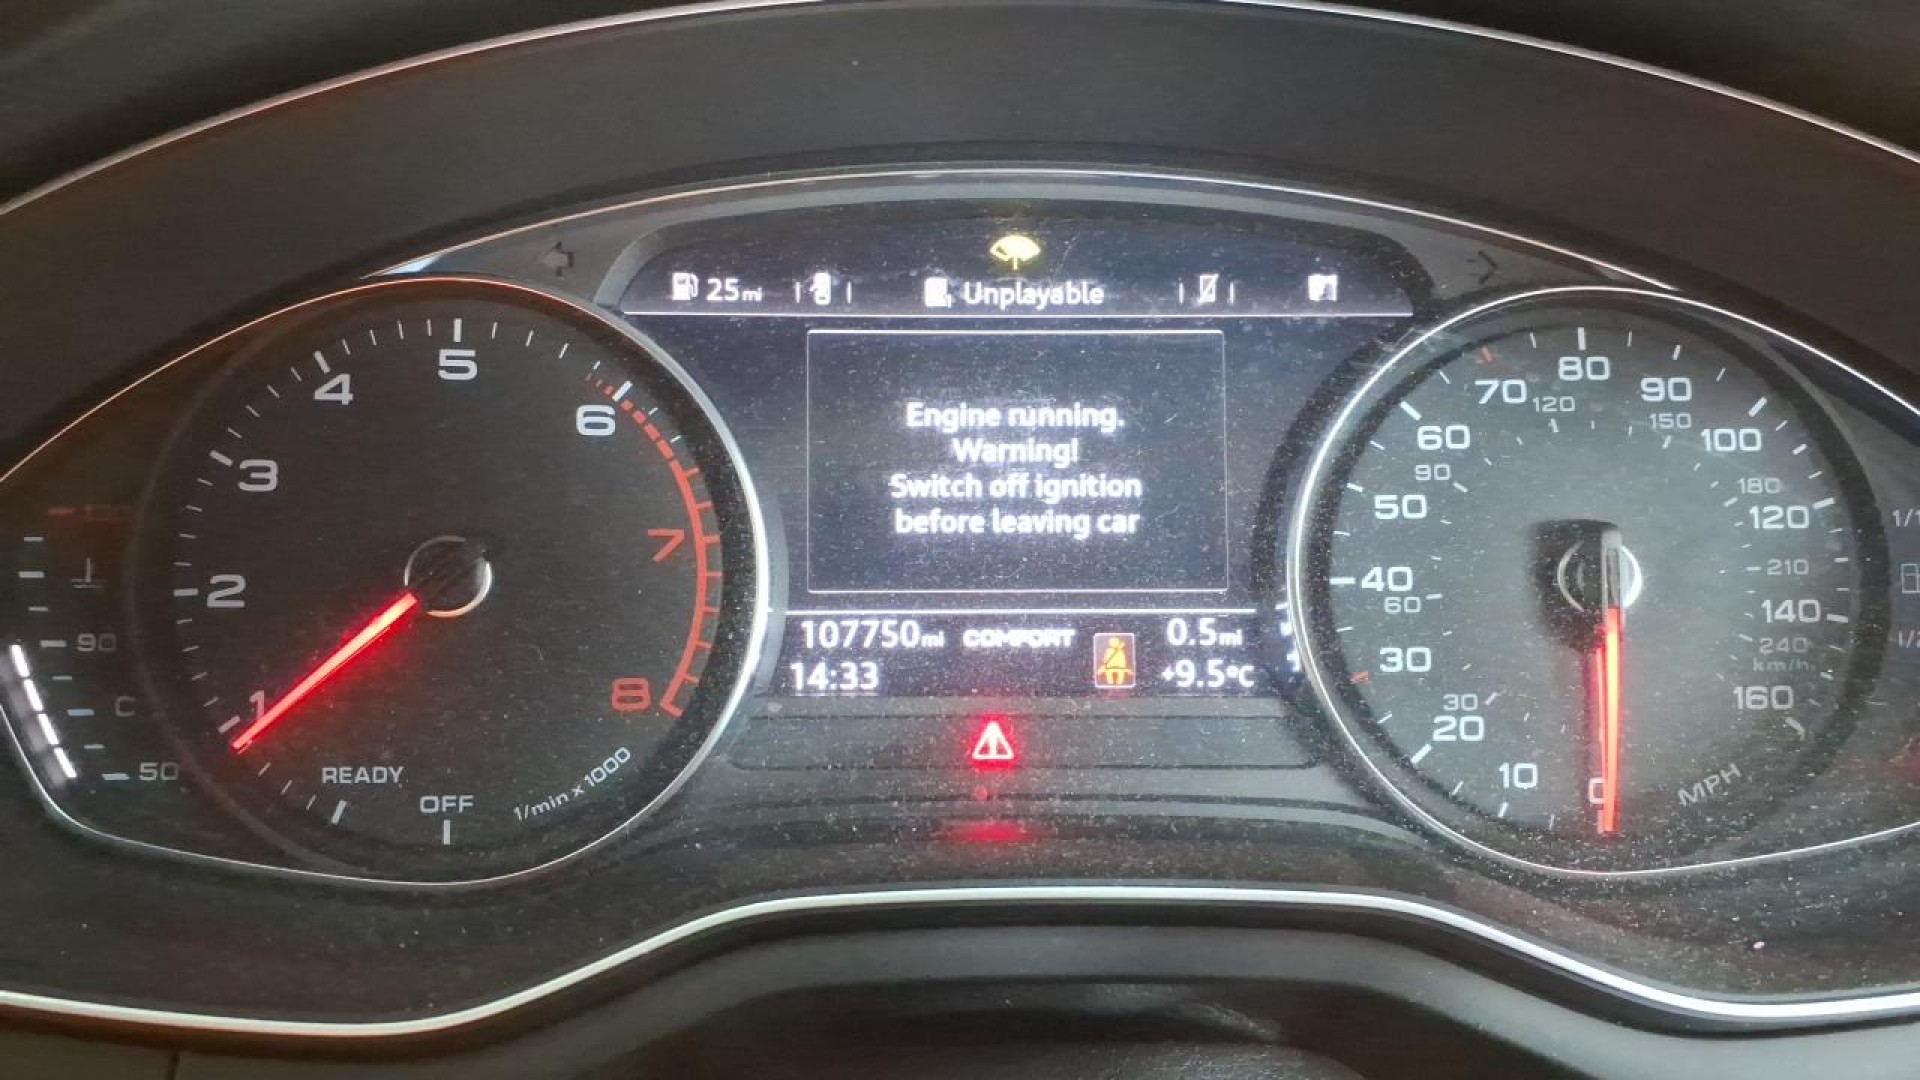 25mi
Unplayable
Engine running.
Warning!
Switch off ignition
before leaving car
107750mi COMFORT 0.5mi
14:33 +9.5°C
1 2 3 4 5 6 7 8
READY
OFF
1/min x 1000
90
C
50
0 10 20 30 40 50 60 70 80 90 100 120 140 160
30 60 90 120 150 180 210 240
km/h
MPH
1/2